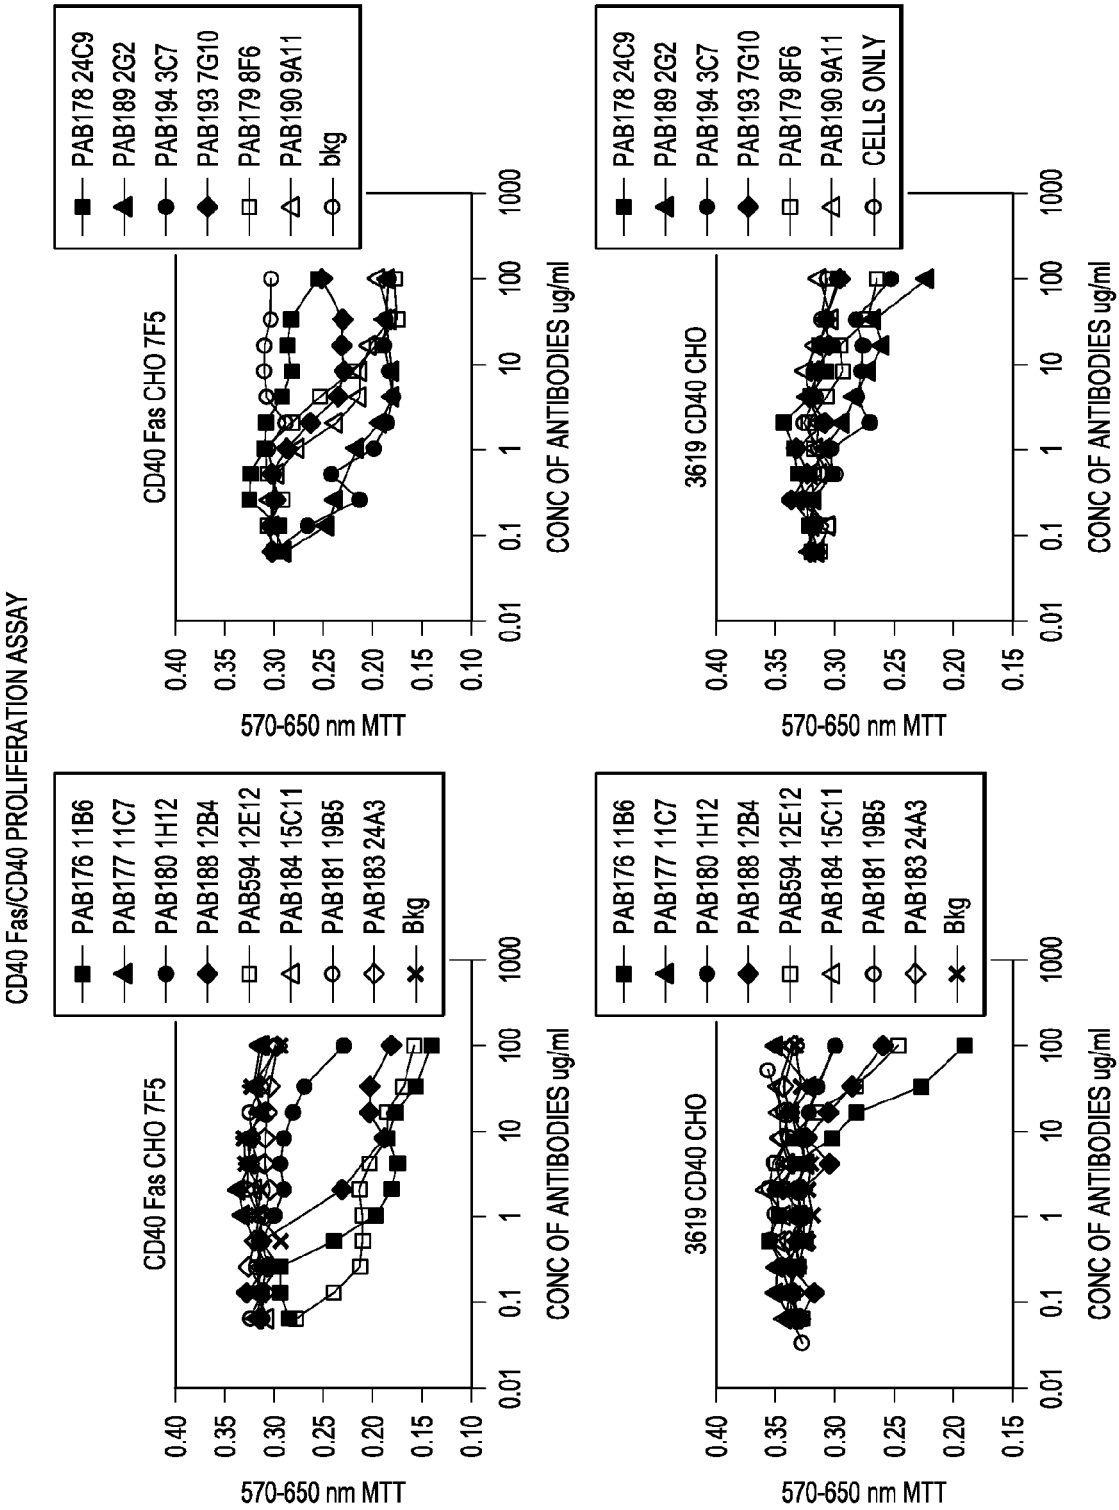 CD40 Fas/CD40 PROLIFERATION ASSAY
CD40 Fas CHO 7F5
570-650 nm MTT
0.40
0.35
0.30
0.25
0.20
0.15
0.10
0.01
0.1
1
10
100
1000
CONC OF ANTIBODIES ug/ml
PAB176 11B6
PAB177 11C7
PAB180 1H12
PAB188 12B4
PAB594 12E12
PAB184 15C11
PAB181 19B5
PAB183 24A3
Bkg
CD40 Fas CHO 7F5
570-650 nm MTT
0.40
0.35
0.30
0.25
0.20
0.15
0.10
0.01
0.1
1
10
100
1000
CONC OF ANTIBODIES ug/ml
PAB178 24C9
PAB189 2G2
PAB194 3C7
PAB193 7G10
PAB179 8F6
PAB190 9A11
bkg
3619 CD40 CHO
570-650 nm MTT
0.40
0.35
0.30
0.25
0.20
0.15
0.01
0.1
1
10
100
1000
CONC OF ANTIBODIES ug/ml
PAB176 11B6
PAB177 11C7
PAB180 1H12
PAB188 12B4
PAB594 12E12
PAB184 15C11
PAB181 19B5
PAB183 24A3
Bkg
3619 CD40 CHO
570-650 nm MTT
0.40
0.35
0.30
0.25
0.20
0.15
0.01
0.1
1
10
100
1000
CONC OF ANTIBODIES ug/ml
PAB178 24C9
PAB189 2G2
PAB194 3C7
PAB193 7G10
PAB179 8F6
PAB190 9A11
CELLS ONLY